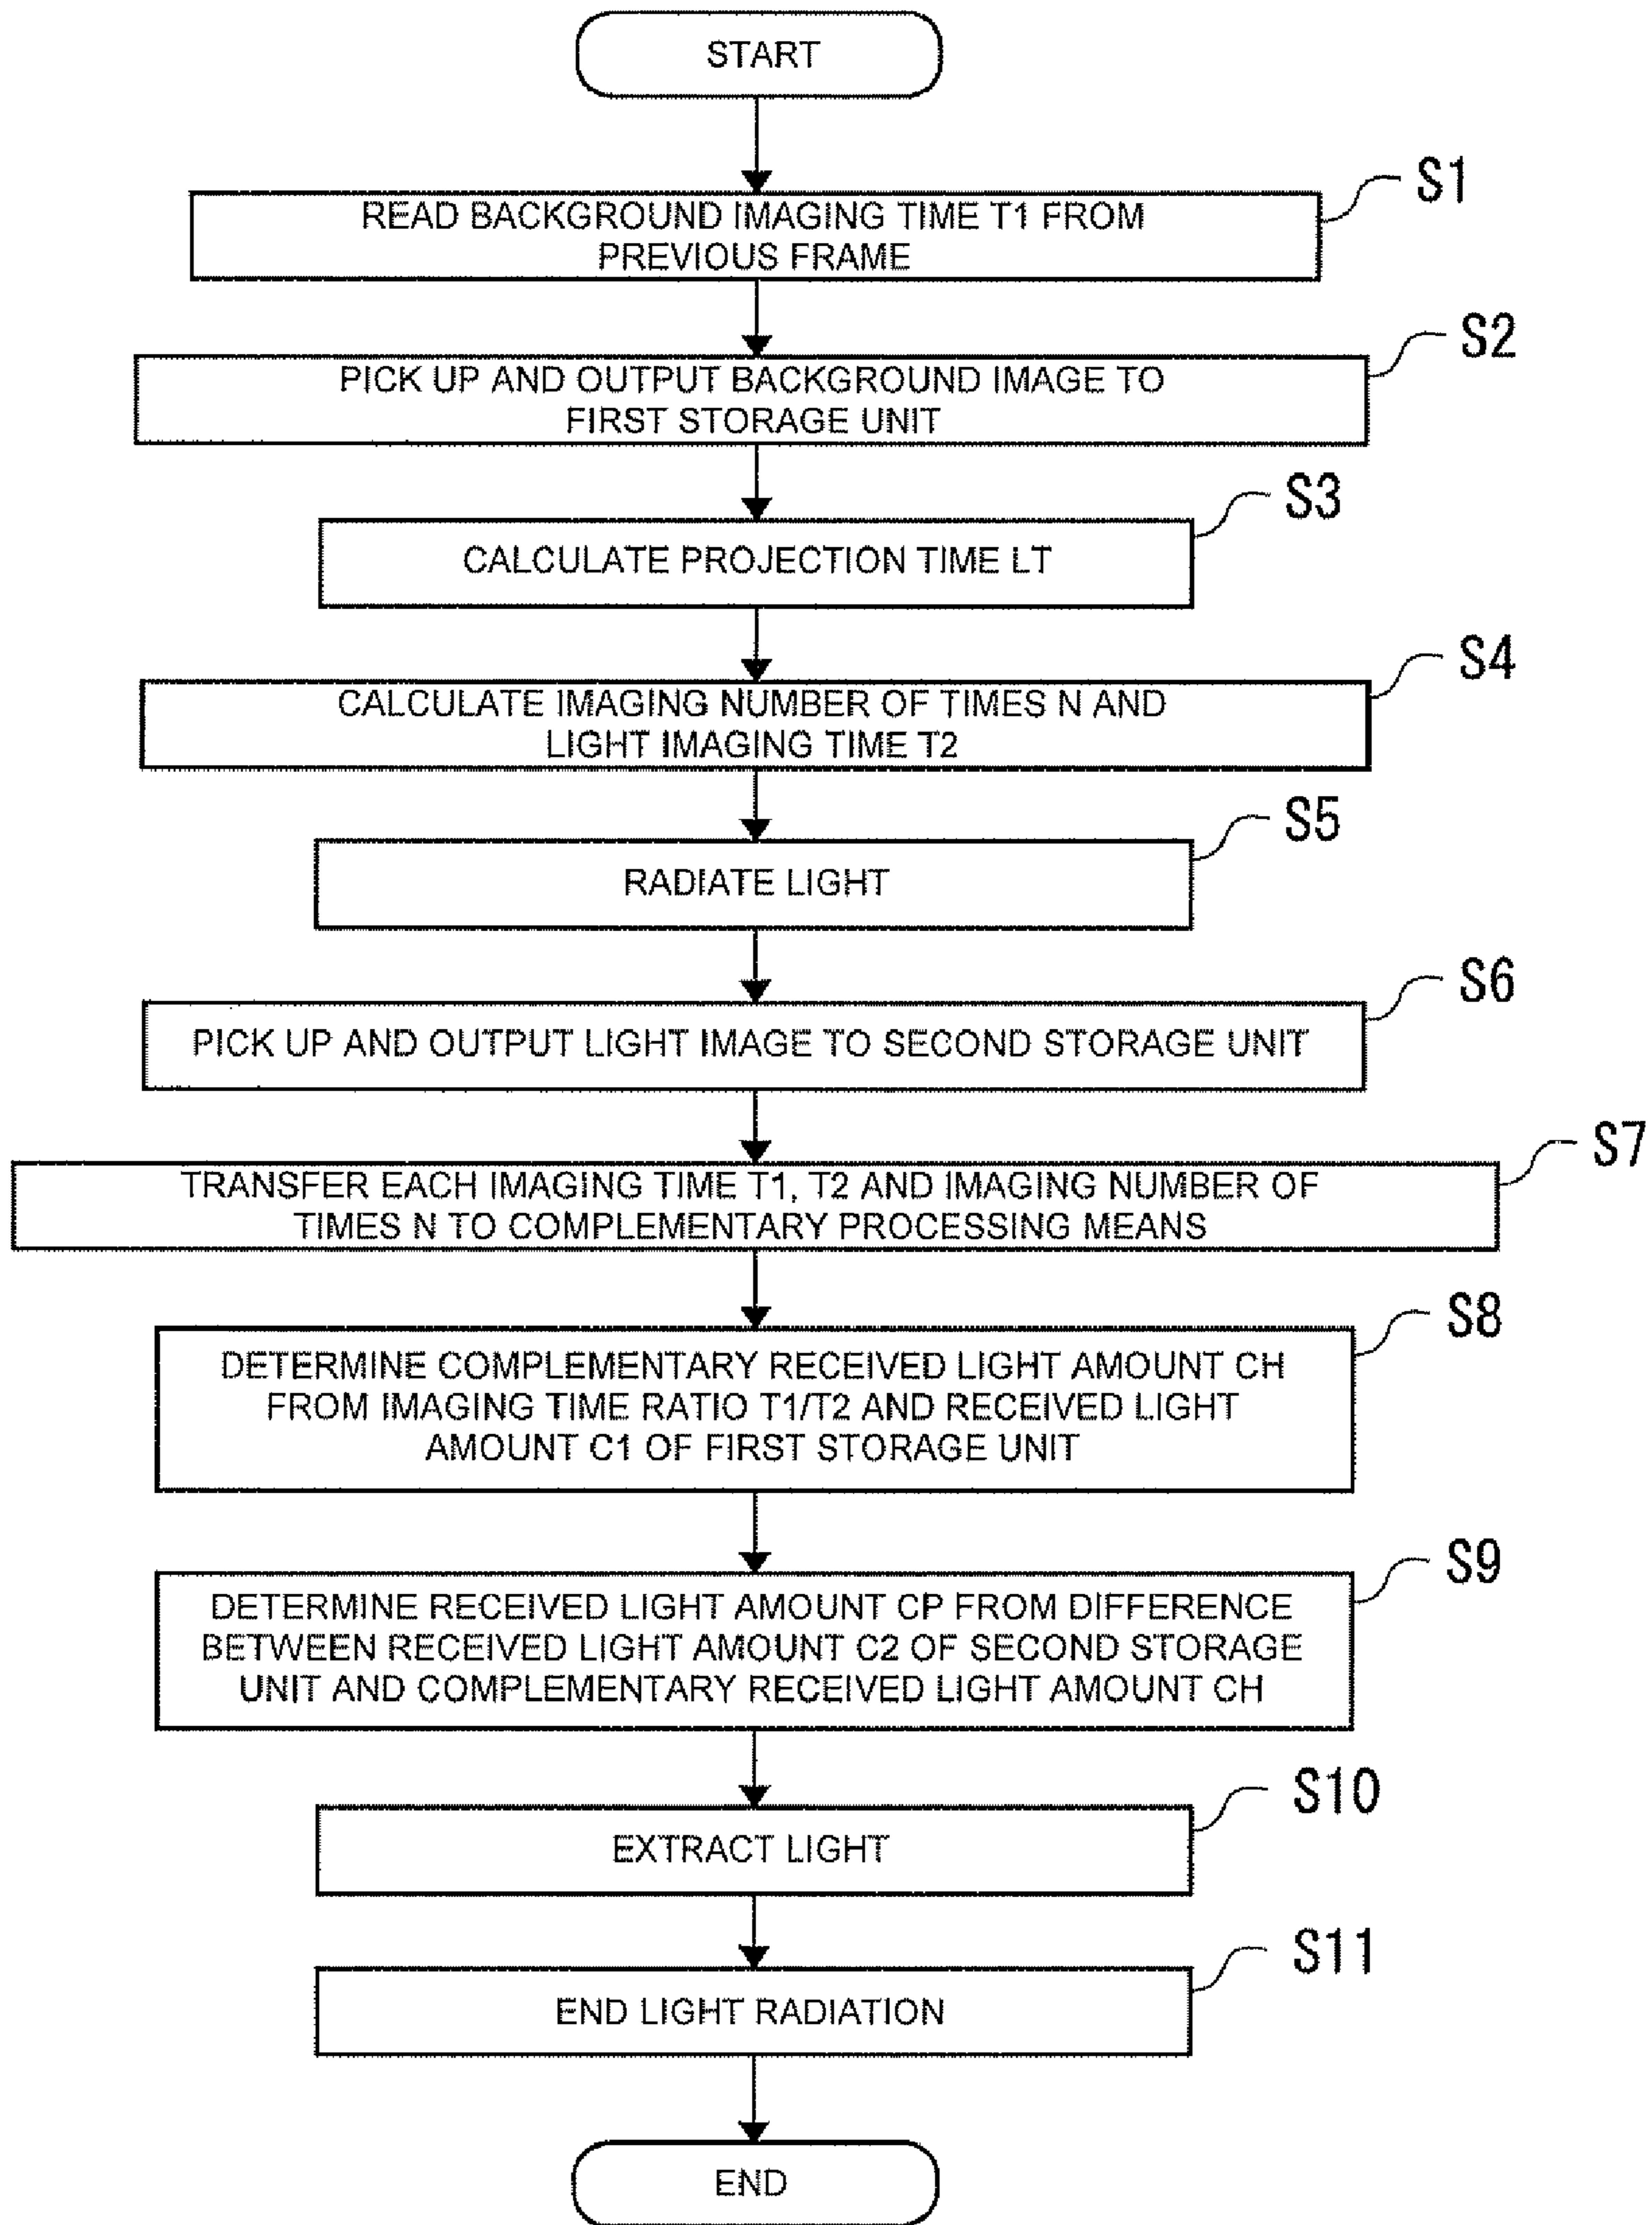 START
S1
READ BACKGROUND IMAGING TIME T1 FROM
PREVIOUS FRAME
S2
PICK UP AND OUTPUT BACKGROUND IMAGE TO
FIRST STORAGE UNIT
S3
CALCULATE PROJECTION TIME LT
S4
CALCULATE IMAGING NUMBER OF TIMES N AND
LIGHT IMAGING TIME T2
S5
RADIATE LIGHT
S6
PICK UP AND OUTPUT LIGHT IMAGE TO SECOND STORAGE UNIT
S7
TRANSFER EACH IMAGING TIME T1, T2 AND IMAGING NUMBER OF
TIMES N TO COMPLEMENTARY PROCESSING MEANS
S8
DETERMINE COMPLEMENTARY RECEIVED LIGHT AMOUNT CH
FROM IMAGING TIME RATIO T1/T2 AND RECEIVED LIGHT
AMOUNT C1 OF FIRST STORAGE UNIT
S9
DETERMINE RECEIVED LIGHT AMOUNT CP FROM DIFFERENCE
BETWEEN RECEIVED LIGHT AMOUNT C2 OF SECOND STORAGE
UNIT AND COMPLEMENTARY RECEIVED LIGHT AMOUNT CH
S10
EXTRACT LIGHT
S11
END LIGHT RADIATION
END